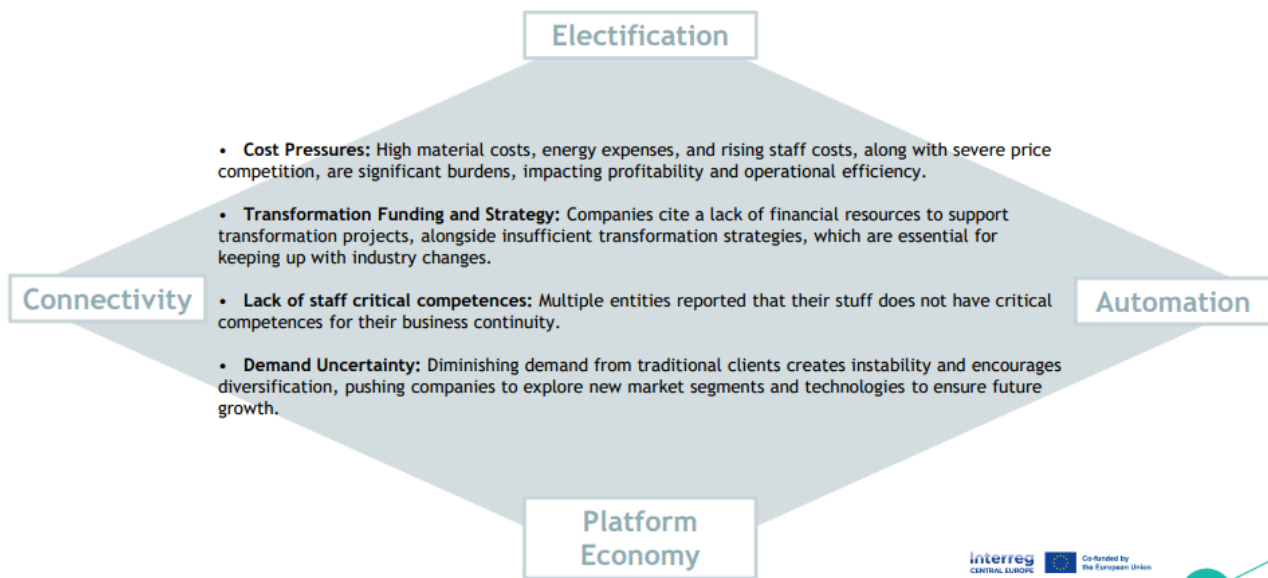 Electification
• Cost Pressures: High material costs, energy expenses, and rising staff costs, along with severe price
competition, are significant burdens, impacting profitability and operational efficiency.
• Transformation Funding and Strategy: Companies cite a lack of financial resources to support
transformation projects, alongside insufficient transformation strategies, which are essential for
keeping up with industry changes.
Connectivity
• Lack of staff critical competences: Multiple entities reported that their stuff does not have critical
competences for their business continuity.
Automation
• Demand Uncertainty: Diminishing demand from traditional clients creates instability and encourages
diversification, pushing companies to explore new market segments and technologies to ensure future
growth.
Platform
Economy
Interreg
CENTRAL EUROPE
Co-funded by
the European Union